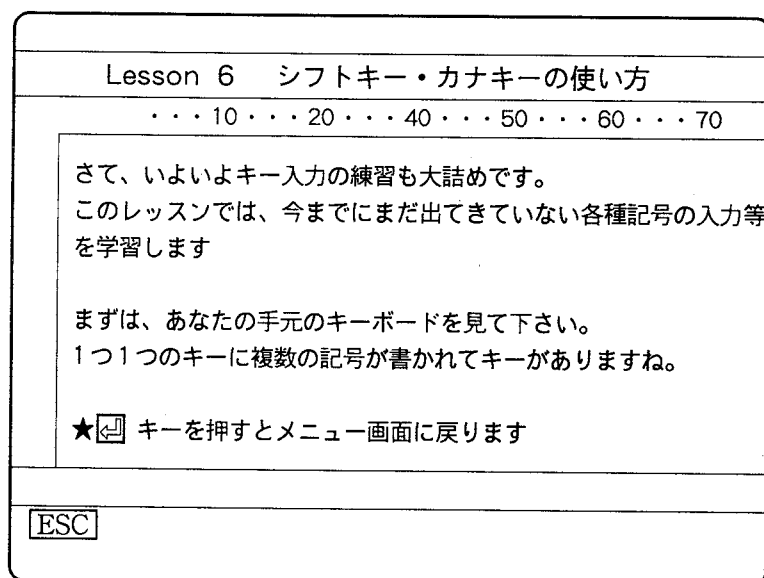 Lesson 6　シフトキー・カナキーの使い方
・・・10・・・20・・・40・・・50・・・60・・・70
さて、いよいよキー入力の練習も大詰めです。
このレッスンでは、今までにまだ出てきていない各種記号の入力等
を学習します
まずは、あなたの手元のキーボードを見て下さい。
1つ1つのキーに複数の記号が書かれてキーがありますね。
★⏎ キーを押すとメニュー画面に戻ります
ESC